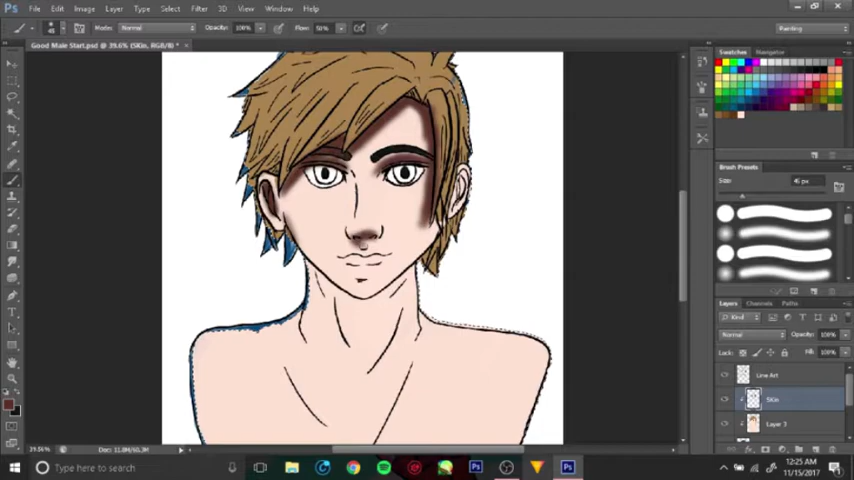 Ps File Edit Image Layer Type Select Filter 3D View Window Help
45 Mode: Normal Opacity: 100% Flow: 50% Painting
Good Male Start.psd @ 39.6% (SKin, RGB/8) * ×
Swatches Navigator
Brush Presets
Size: 45 px
Layers Channels Paths
Kind
Normal Opacity: 100%
Lock: Fill: 100%
Line Art
SKin
Layer 3
Doc: 11.8M/50.3M
Type here to search
12:25 AM
11/15/2017